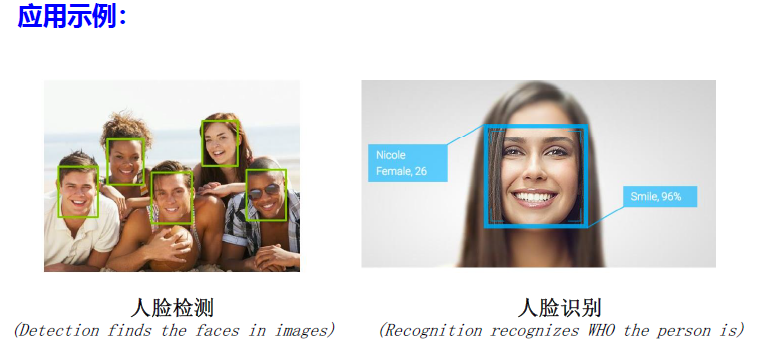 应用示例：
Nicole
Female, 26
Smile, 96%
人脸检测
(Detection finds the faces in images)
人脸识别
(Recognition recognizes WHO the person is)